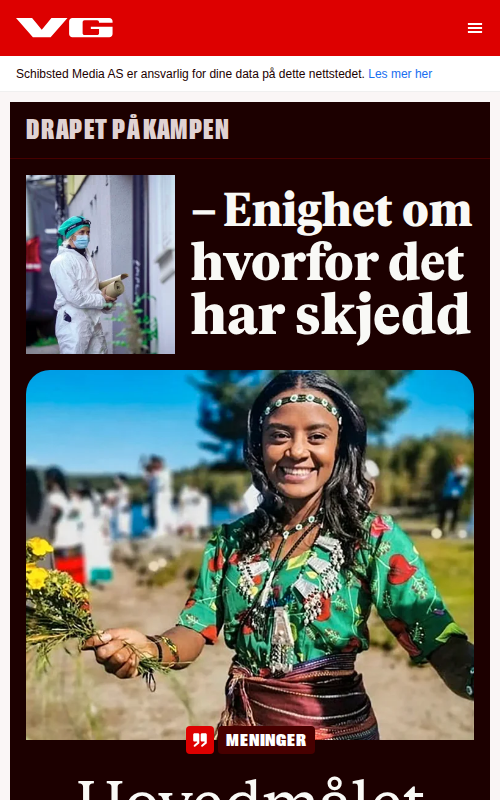 VG
Schibsted Media AS er ansvarlig for dine data på dette nettstedet. Les mer her
DRAPET PÅ KAMPEN
– Enighet om
hvorfor det
har skjedd
MENINGER
Hovedmålet